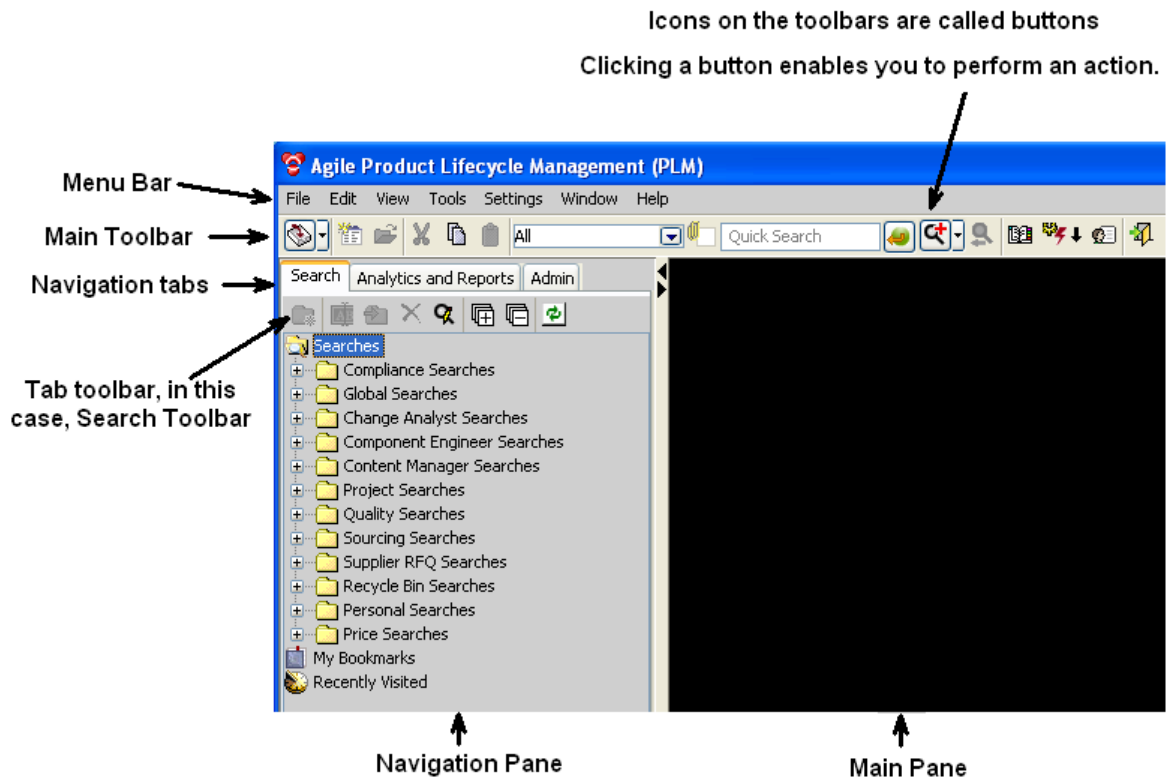 Icons on the toolbars are called buttons
Clicking a button enables you to perform an action.
Agile Product Lifecycle Management (PLM)
Menu Bar
File Edit View Tools Settings Window Help
Main Toolbar
All
Quick Search
Navigation tabs
Search Analytics and Reports Admin
Searches
Compliance Searches
Global Searches
Tab toolbar, in this
case, Search Toolbar
Change Analyst Searches
Component Engineer Searches
Content Manager Searches
Project Searches
Quality Searches
Sourcing Searches
Supplier RFQ Searches
Recycle Bin Searches
Personal Searches
Price Searches
My Bookmarks
Recently Visited
Navigation Pane
Main Pane